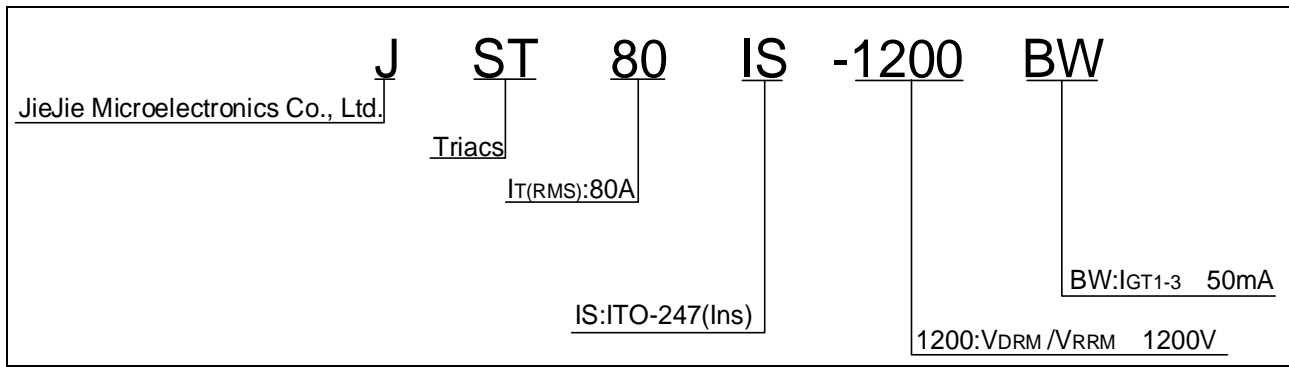 J ST 80 IS -1200 BW
JieJie Microelectronics Co., Ltd.
Triacs
IT(RMS):80A
BW:IGT1-3 50mA
IS:ITO-247(Ins)
1200:VDRM /VRRM 1200V